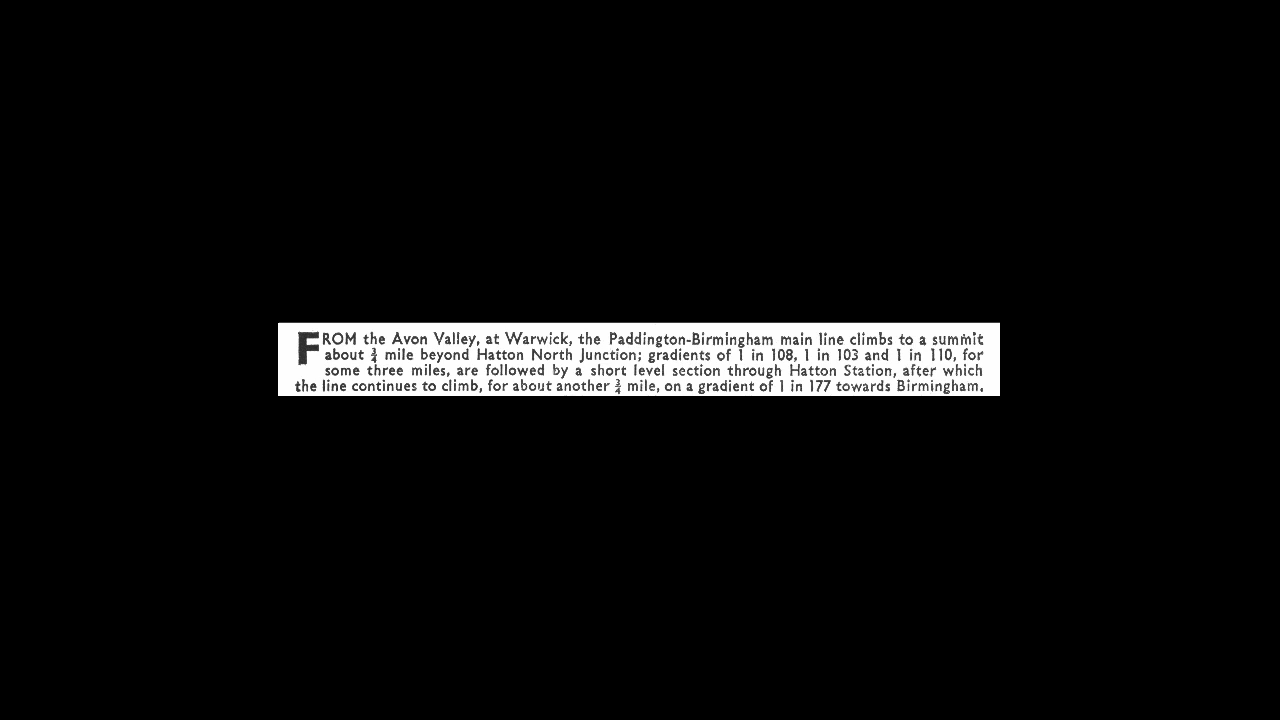 FROM the Avon Valley, at Warwick, the Paddington-Birmingham main line climbs to a summit
about ¾ mile beyond Hatton North Junction; gradients of 1 in 108, 1 in 103 and 1 in 110, for
some three miles, are followed by a short level section through Hatton Station, after which
the line continues to climb, for about another ¾ mile, on a gradient of 1 in 177 towards Birmingham.